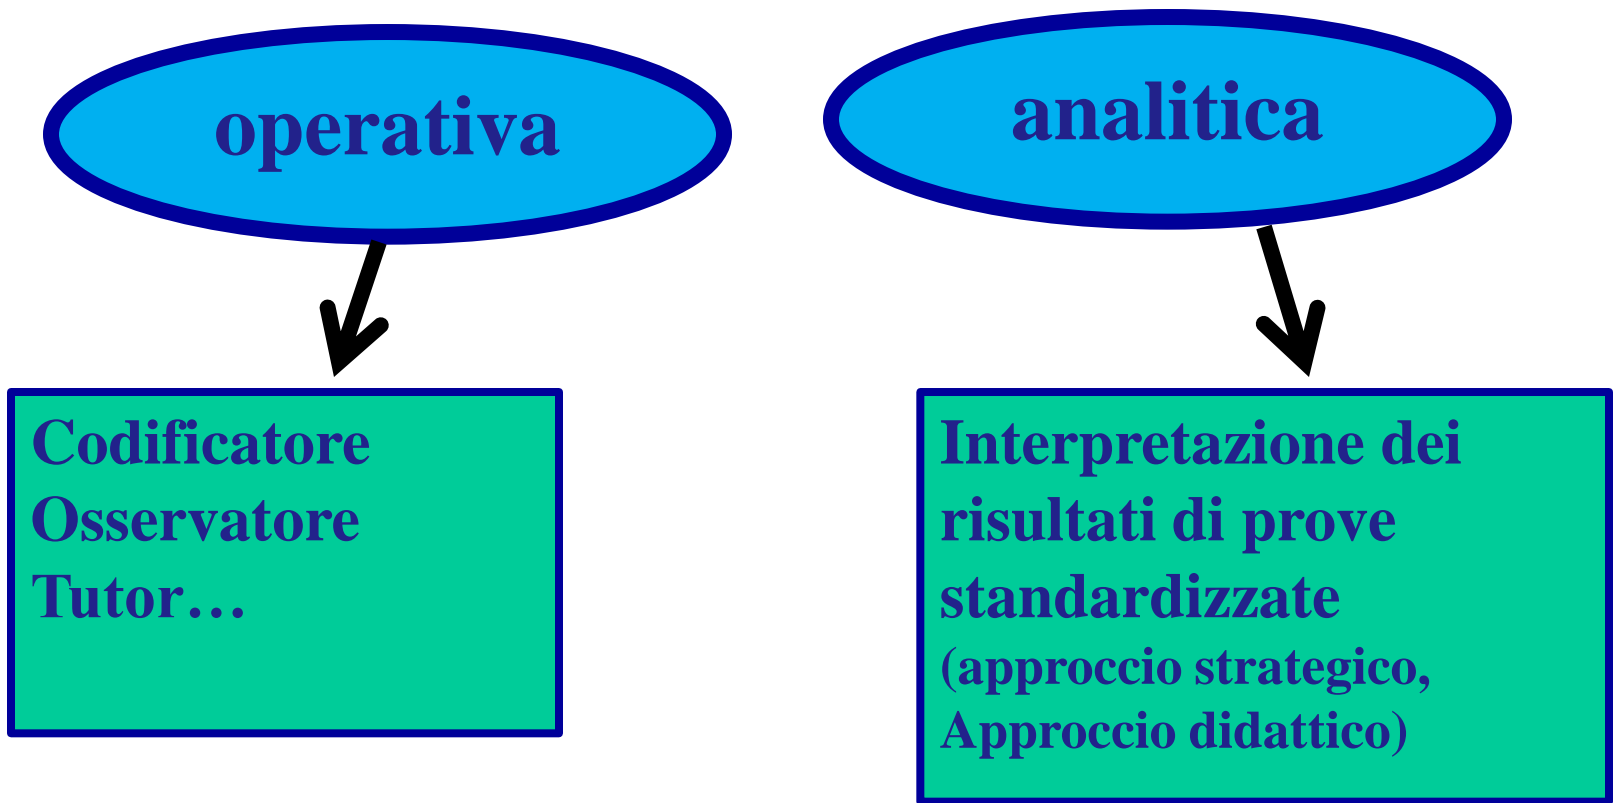 operativa
analitica
Codificatore
Osservatore
Tutor…
Interpretazione dei
risultati di prove
standardizzate
(approccio strategico,
Approccio didattico)